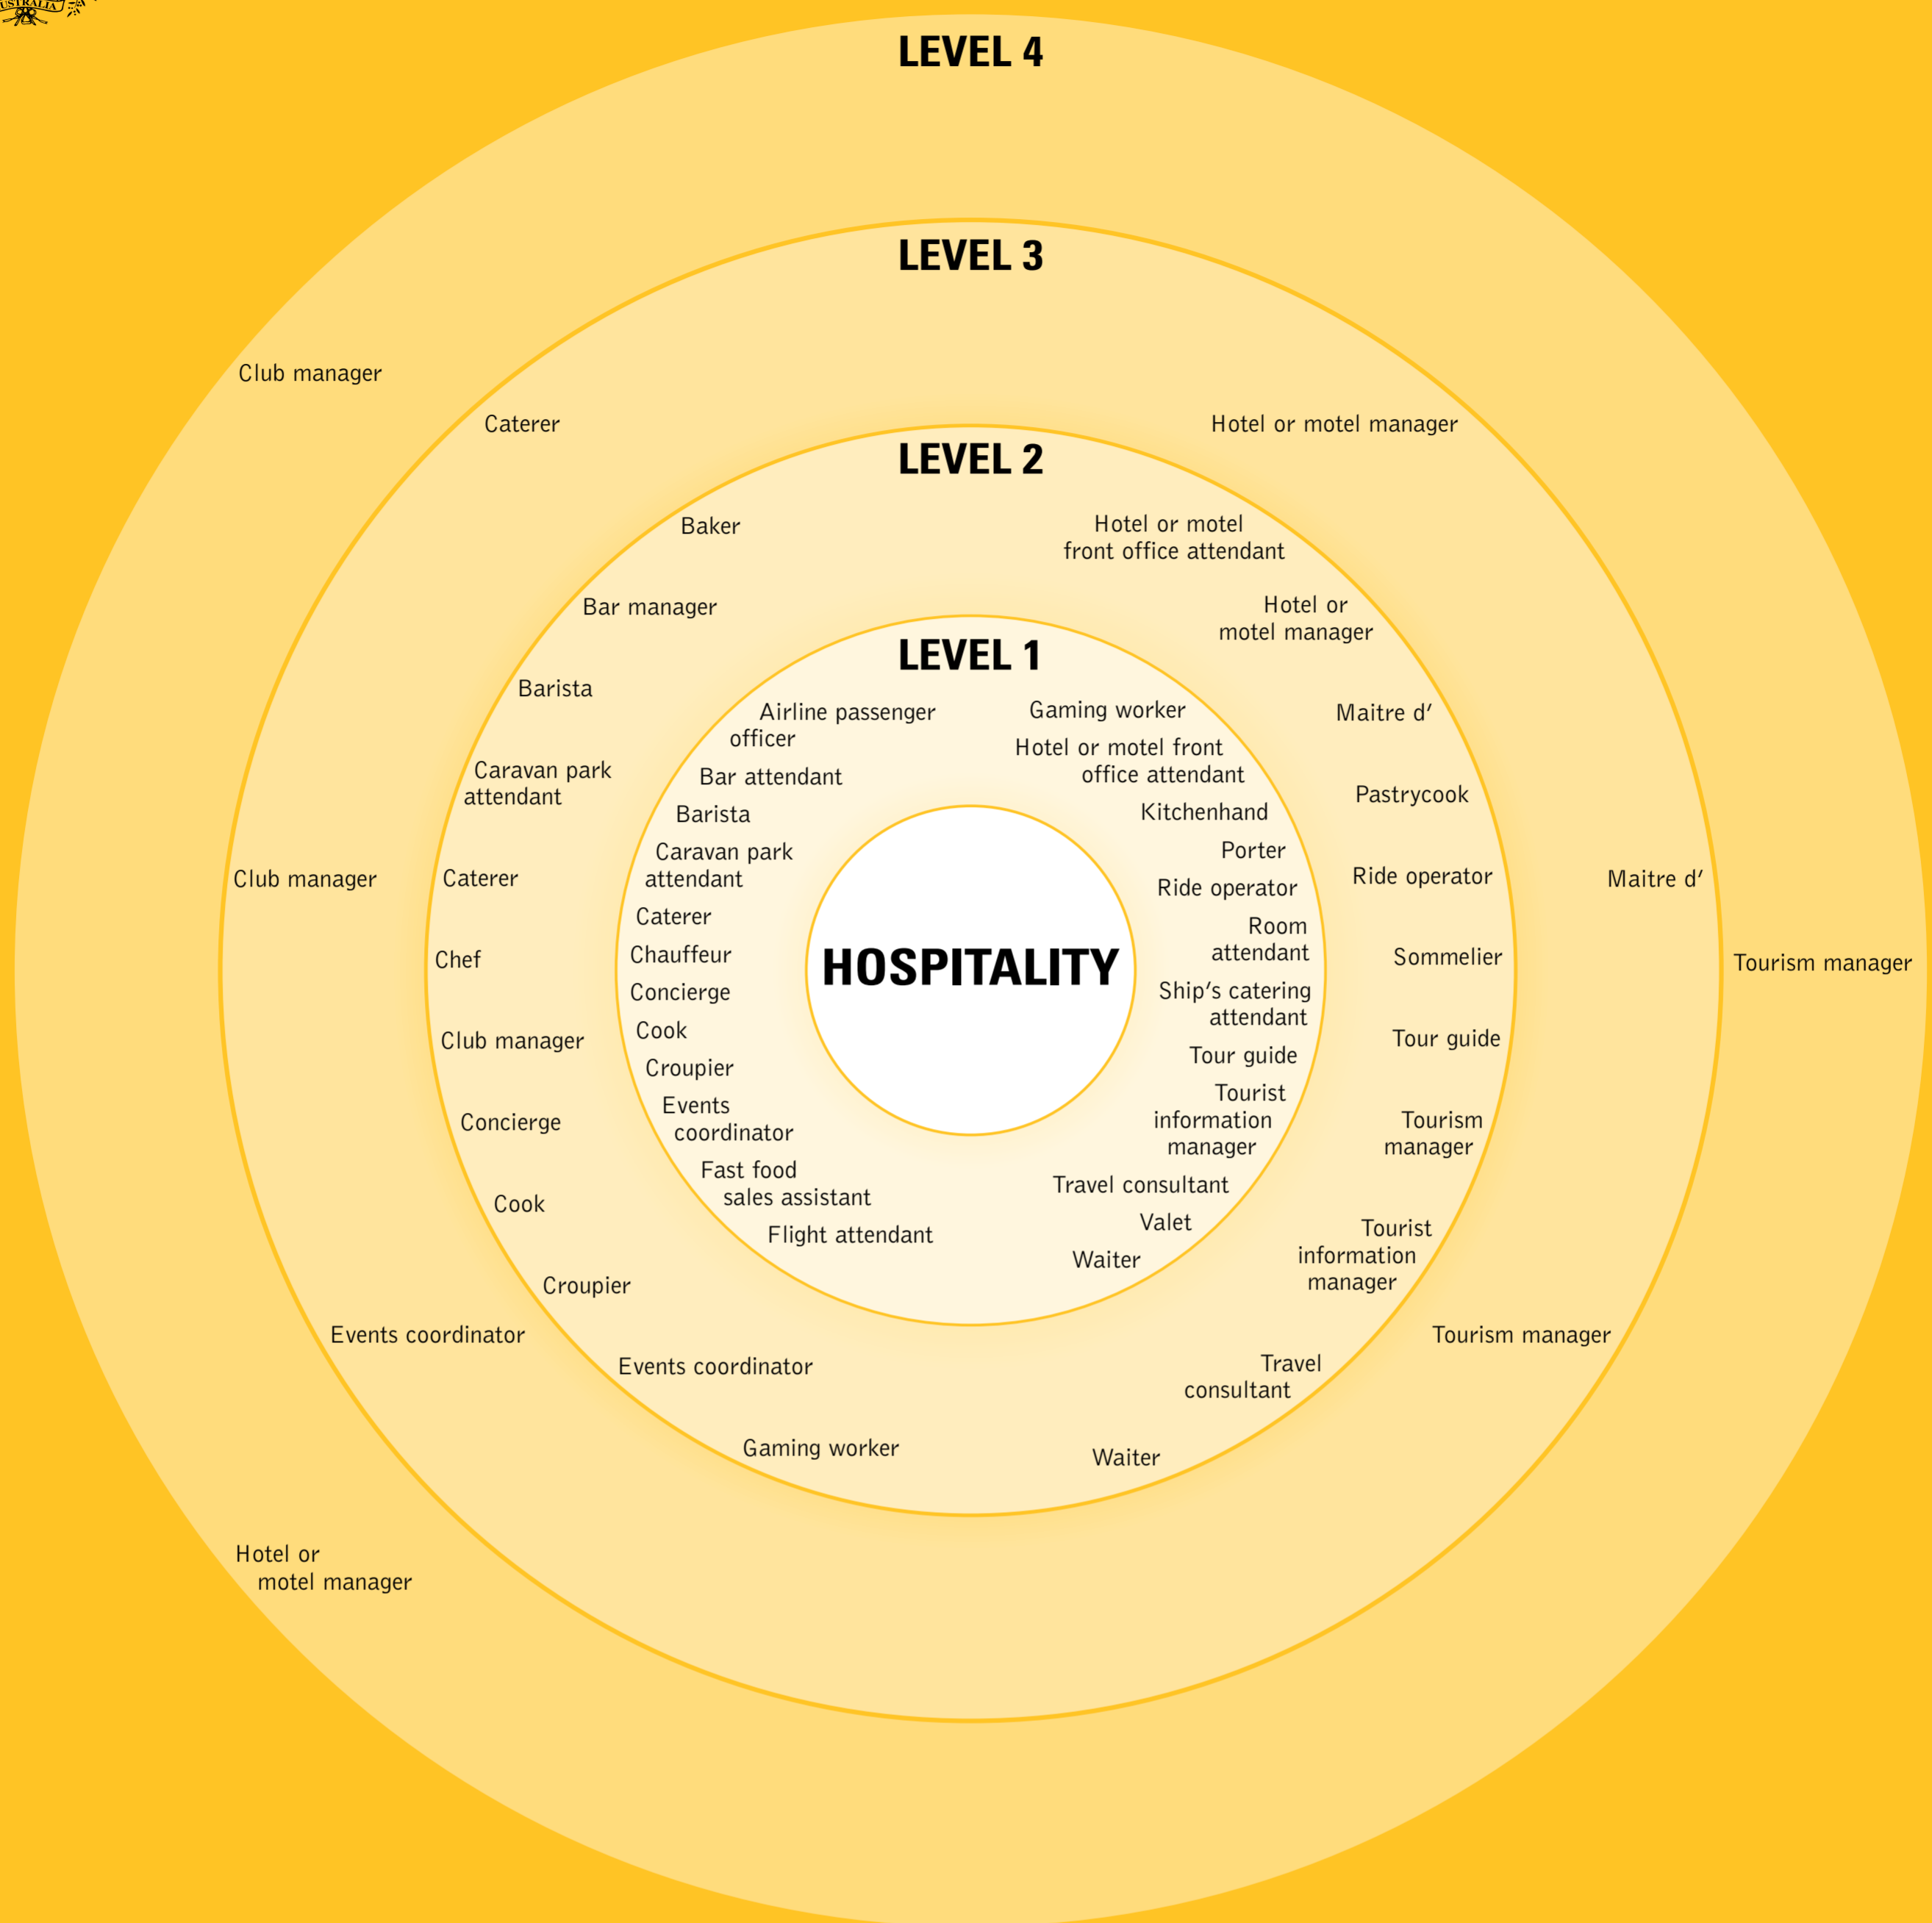 USTRALIA
LEVEL 4
Club manager
Hotel or
motel manager
Tourism manager
LEVEL 3
Caterer
Club manager
Events coordinator
Hotel or motel manager
Maitre d’
Tourism manager
LEVEL 2
Baker
Bar manager
Barista
Caravan park
attendant
Caterer
Chef
Club manager
Concierge
Cook
Croupier
Events coordinator
Gaming worker
Hotel or motel
front office attendant
Hotel or
motel manager
Maitre d’
Pastrycook
Ride operator
Sommelier
Tour guide
Tourism
manager
Tourist
information
manager
Travel
consultant
Waiter
LEVEL 1
Airline passenger
officer
Bar attendant
Barista
Caravan park
attendant
Caterer
Chauffeur
Concierge
Cook
Croupier
Events
coordinator
Fast food
sales assistant
Flight attendant
Gaming worker
Hotel or motel front
office attendant
Kitchenhand
Porter
Ride operator
Room
attendant
Ship’s catering
attendant
Tour guide
Tourist
information
manager
Travel consultant
Valet
Waiter
HOSPITALITY